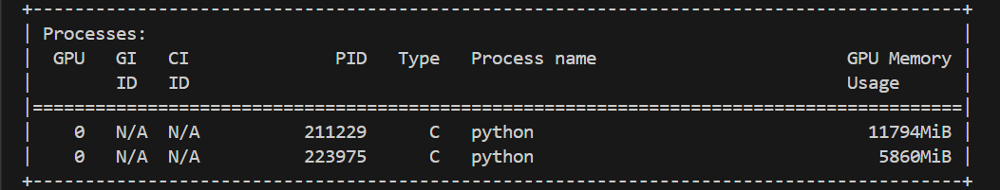 +-----------------------------------------------------------------------------------------+
| Processes:                                                                              |
|  GPU   GI   CI              PID   Type   Process name                        GPU Memory |
|        ID   ID                                                               Usage      |
|=========================================================================================|
|    0   N/A  N/A          211229      C   python                                11794MiB |
|    0   N/A  N/A          223975      C   python                                 5860MiB |
+-----------------------------------------------------------------------------------------+